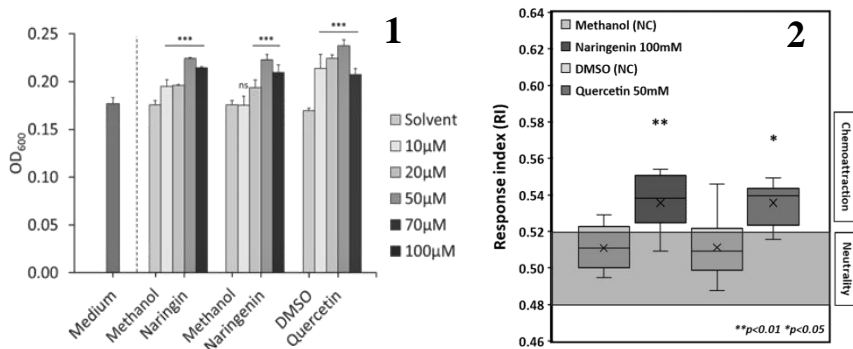 1
***
***
***
ns
0.25
0.20
0.15
0.10
0.05
0.00
OD600
Medium
Methanol
Naringin
Methanol
Naringenin
DMSO
Quercetin
Solvent
10µM
20µM
50µM
70µM
100µM
2
0.64
0.62
0.60
0.58
0.56
0.54
0.52
0.50
0.48
0.46
Response index (RI)
Methanol (NC)
Naringenin 100mM
DMSO (NC)
Quercetin 50mM
**
*
Chemoattraction
Neutrality
**p<0.01 *p<0.05